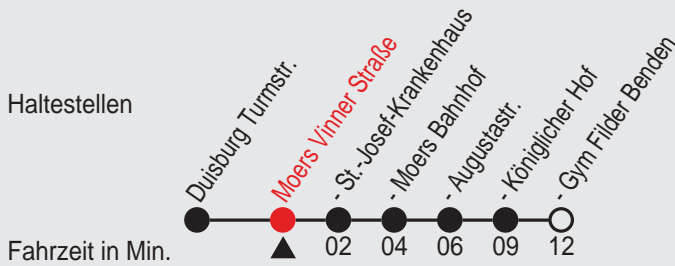 Haltestellen
Duisburg Turmstr.
Moers Vinner Straße
- St.-Josef-Krankenhaus
- Moers Bahnhof
- Augustastr.
- Königlicher Hof
- Gym Filder Benden
Fahrzeit in Min.
02 04 06 09 12